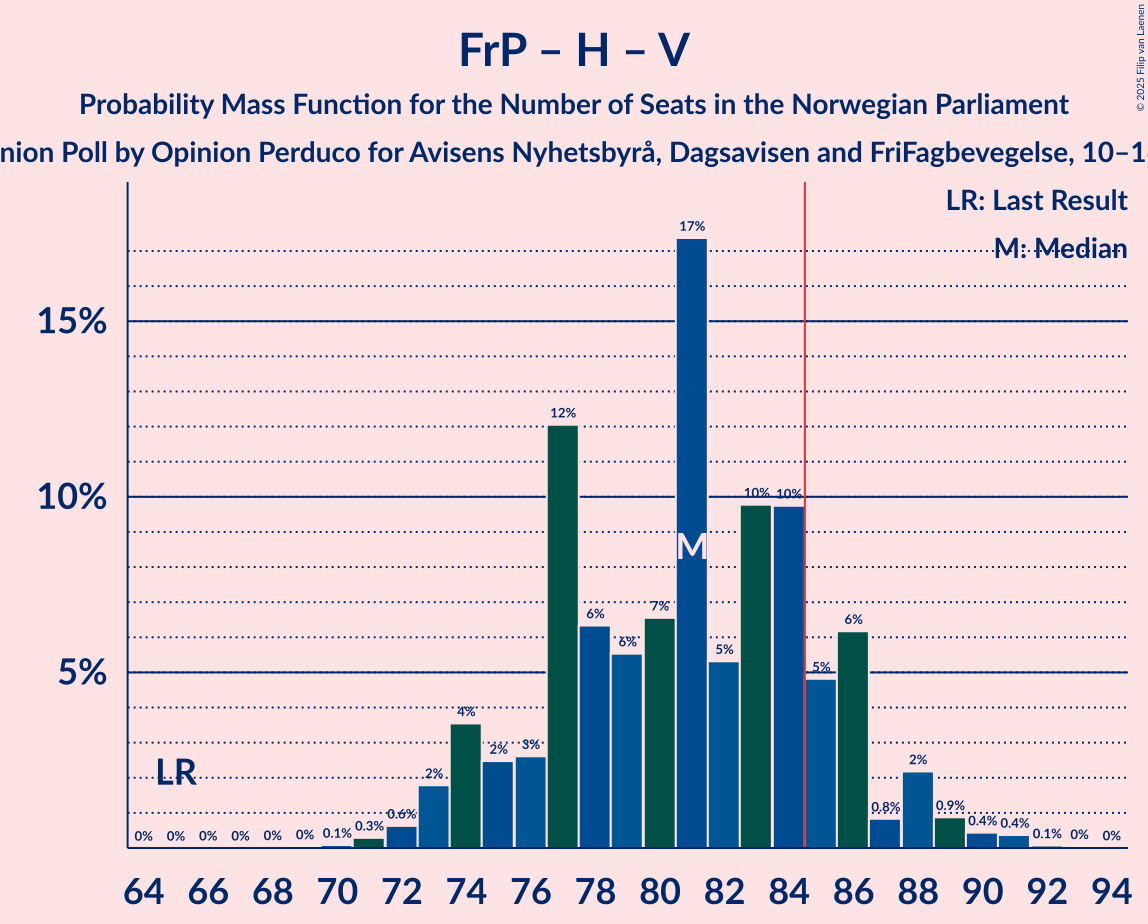 FrP – H – V
Probability Mass Function for the Number of Seats in the Norwegian Parliament
nion Poll by Opinion Perduco for Avisens Nyhetsbyrå, Dagsavisen and FriFagbevegelse, 10–1
© 2025 Filip van Laenen
LR: Last Result
M: Median
15%
10%
5%
17%
12%
10% 10%
7%
6% 6% 6%
5% 5%
4%
2% 3%
2% 2%
0.8% 0.9%
0.6%
0.4% 0.4%
0.3%
0% 0% 0% 0% 0% 0% 0.1% 0.1% 0% 0%
M
LR
64 66 68 70 72 74 76 78 80 82 84 86 88 90 92 94